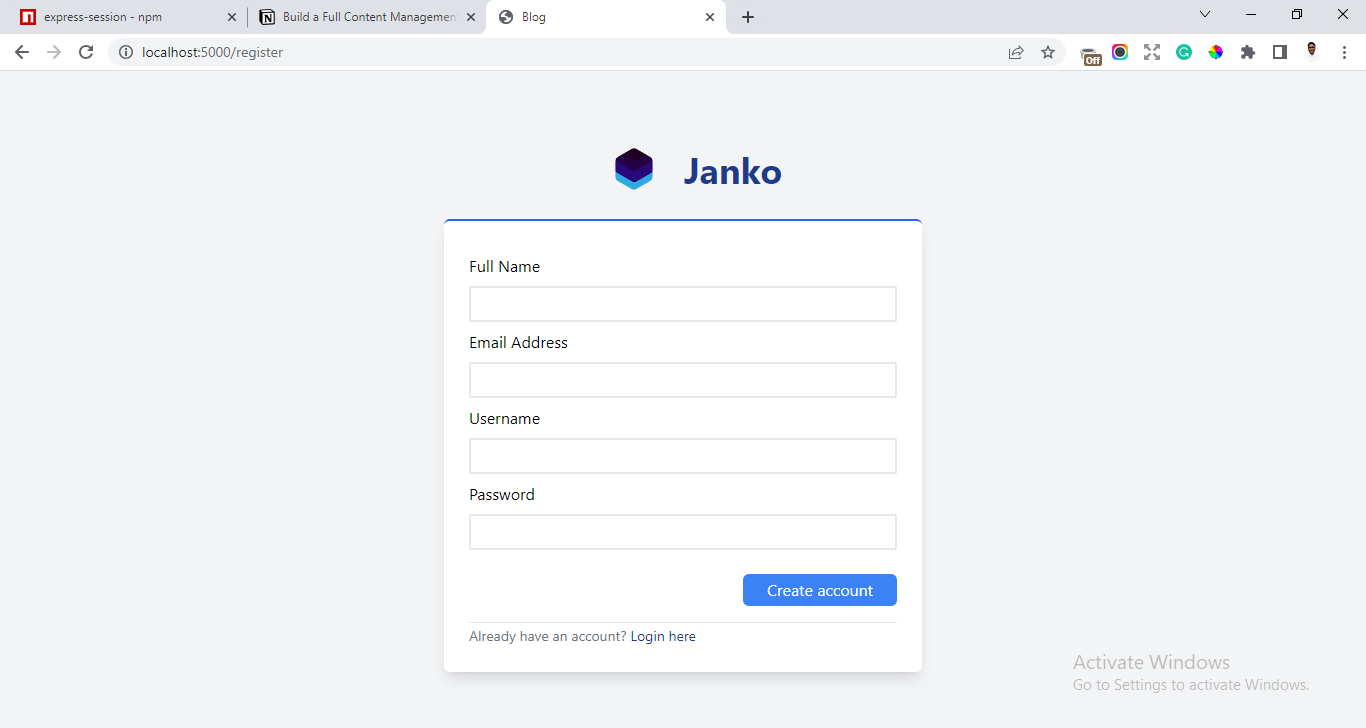 express-session - npm
Build a Full Content Managemen
Blog
localhost:5000/register
Off
Janko
Full Name
Email Address
Username
Password
Create account
Already have an account? Login here
Activate Windows
Go to Settings to activate Windows.